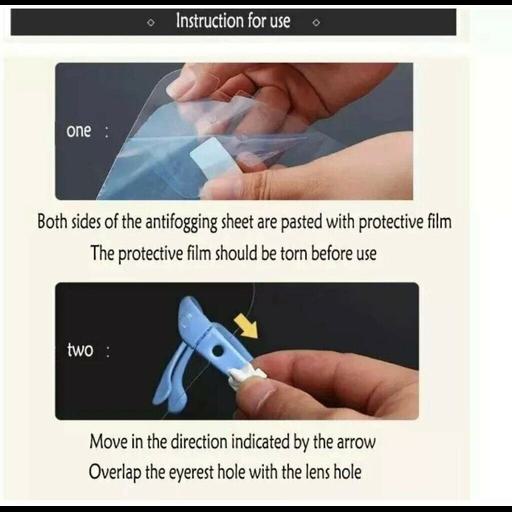 Instruction for use
one :
Both sides of the antifogging sheet are pasted with protective film
The protective film should be torn before use
two :
Move in the direction indicated by the arrow
Overlap the eyerest hole with the lens hole